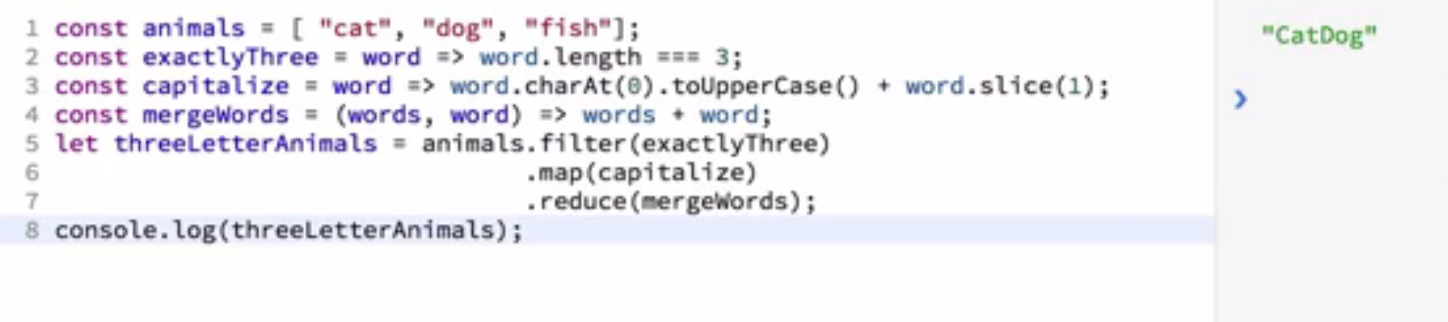 1 const animals = [ "cat", "dog", "fish"];
2 const exactlyThree = word => word.length === 3;
3 const capitalize = word => word.charAt(0).toUpperCase() + word.slice(1);
4 const mergeWords = (words, word) => words + word;
5 let threeLetterAnimals = animals.filter(exactlyThree)
6 .map(capitalize)
7 .reduce(mergeWords);
8 console.log(threeLetterAnimals);
"CatDog"
❯